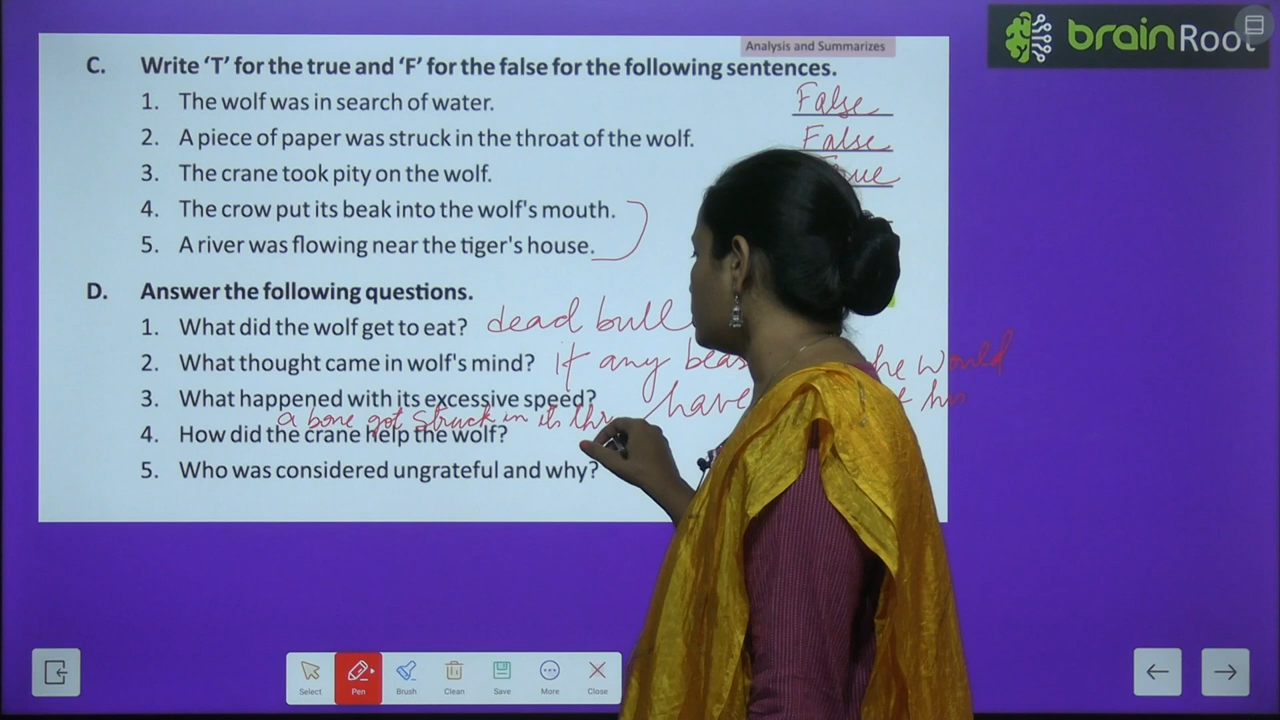 brainRoot
Analysis and Summarizes
C. Write ‘T’ for the true and ‘F’ for the false for the following sentences.
1. The wolf was in search of water. False
2. A piece of paper was struck in the throat of the wolf. False
3. The crane took pity on the wolf.
4. The crow put its beak into the wolf's mouth.
5. A river was flowing near the tiger's house.
D. Answer the following questions.
1. What did the wolf get to eat? dead bull
2. What thought came in wolf's mind? if any he would
3. What happened with its excessive speed? have his
a bone got struck in its
4. How did the crane help the wolf?
5. Who was considered ungrateful and why?
Select Pen Brush Clean Save More Close